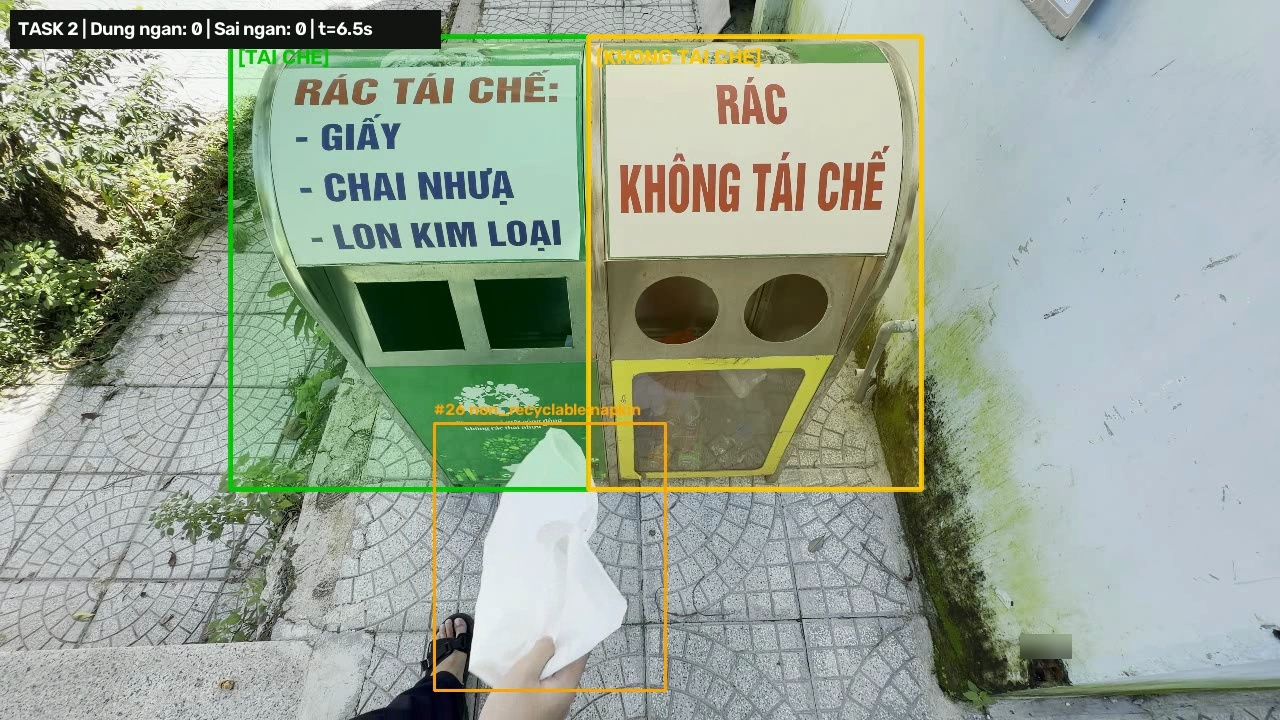 TASK 2 | Dung ngan: 0 | Sai ngan: 0 | t=6.5s
[TAI CHE]
[KHONG TAI CHE]
RÁC TÁI CHẾ:
- GIẤY
- CHAI NHƯẠ
- LON KIM LOẠI
RÁC
KHÔNG TÁI CHẾ
#26 non_recyclable napkin